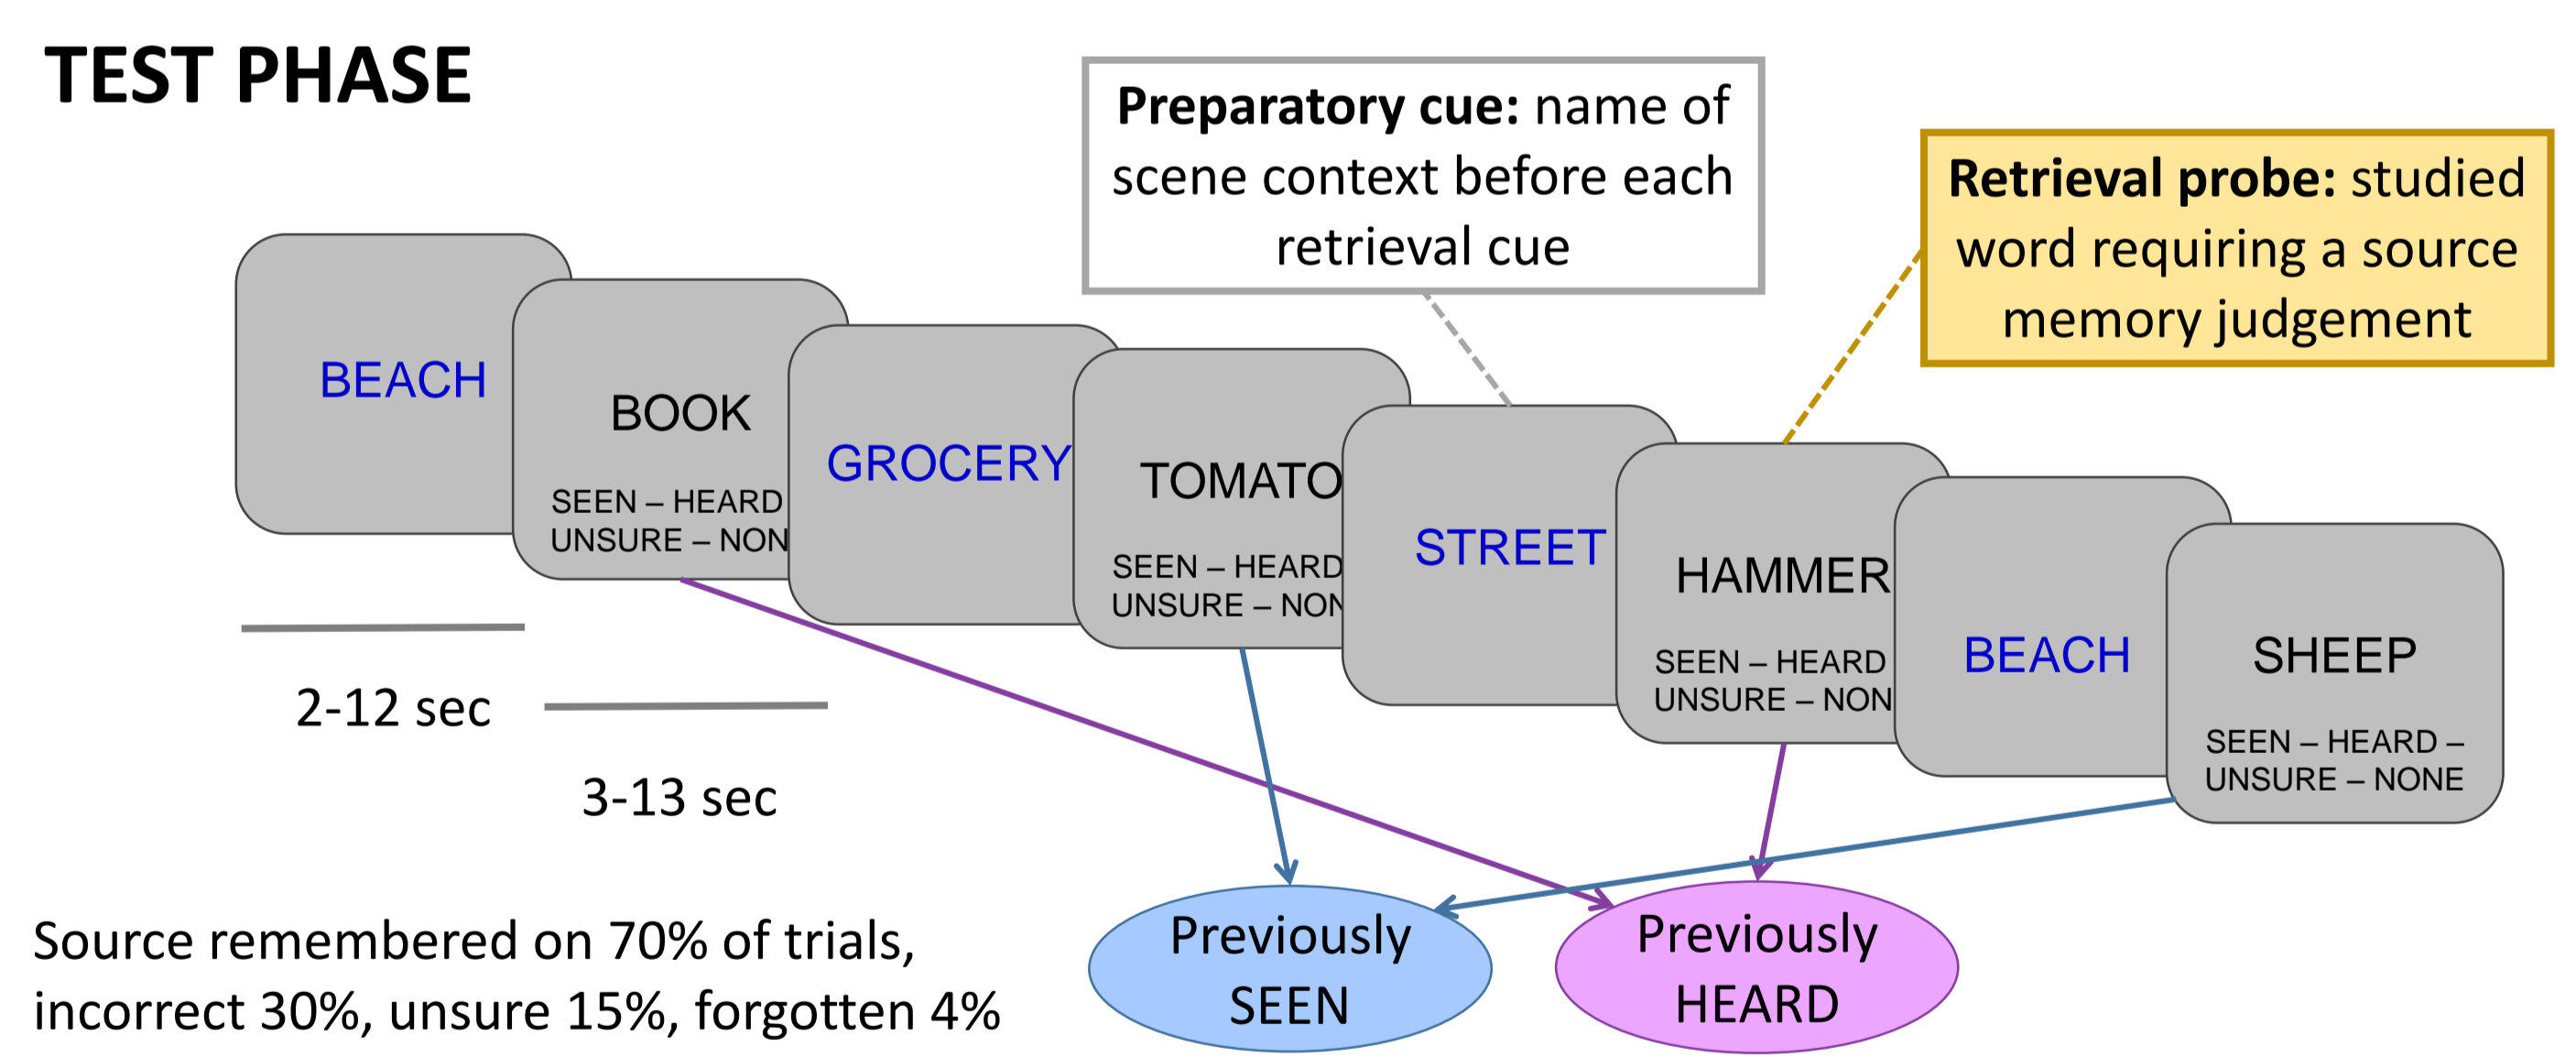 TEST PHASE
Preparatory cue: name of
scene context before each
retrieval cue
Retrieval probe: studied
word requiring a source
memory judgement
BEACH
BOOK
SEEN – HEARD
UNSURE – NON
GROCERY
TOMATO
SEEN – HEARD
UNSURE – NON
STREET
HAMMER
SEEN – HEARD
UNSURE – NON
BEACH
SHEEP
SEEN – HEARD –
UNSURE – NONE
2-12 sec
3-13 sec
Source remembered on 70% of trials,
incorrect 30%, unsure 15%, forgotten 4%
Previously
SEEN
Previously
HEARD